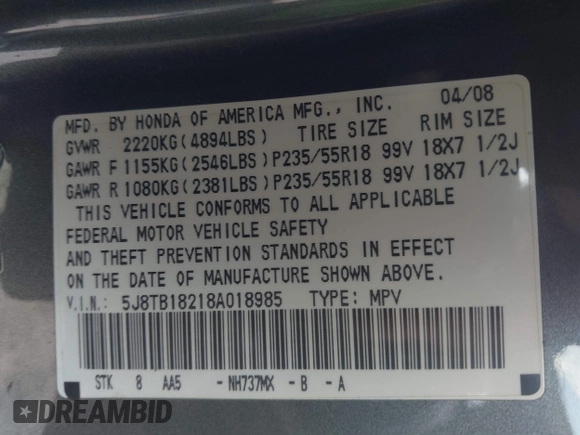 MFD. BY HONDA OF AMERICA MFG., INC. 04/08
GVWR 2220KG(4894LBS) TIRE SIZE RIM SIZE
GAWR F 1155KG(2546LBS)P235/55R18 99V 18X7 1/2J
GAWR R 1080KG(2381LBS)P235/55R18 99V 18X7 1/2J
THIS VEHICLE CONFORMS TO ALL APPLICABLE
FEDERAL MOTOR VEHICLE SAFETY
AND THEFT PREVENTION STANDARDS IN EFFECT
ON THE DATE OF MANUFACTURE SHOWN ABOVE.
V.I.N.: 5J8TB18218A018985 TYPE: MPV
STK 8 AA5 -NH737MX -B -A
DREAMBID